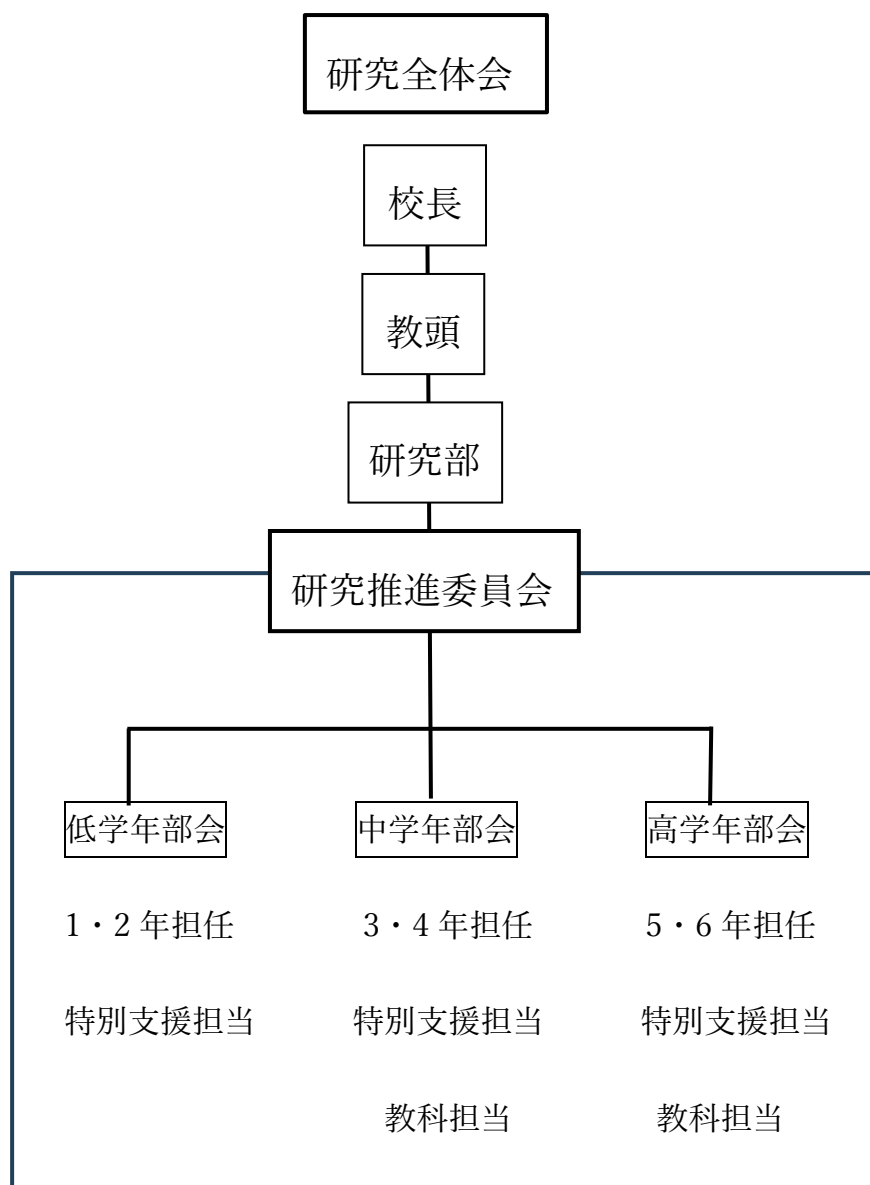 研究全体会
校長
教頭
研究部
研究推進委員会
低学年部会 中学年部会 高学年部会
1・2 年担任 3・4 年担任 5・6 年担任
特別支援担当 特別支援担当 特別支援担当
教科担当 教科担当